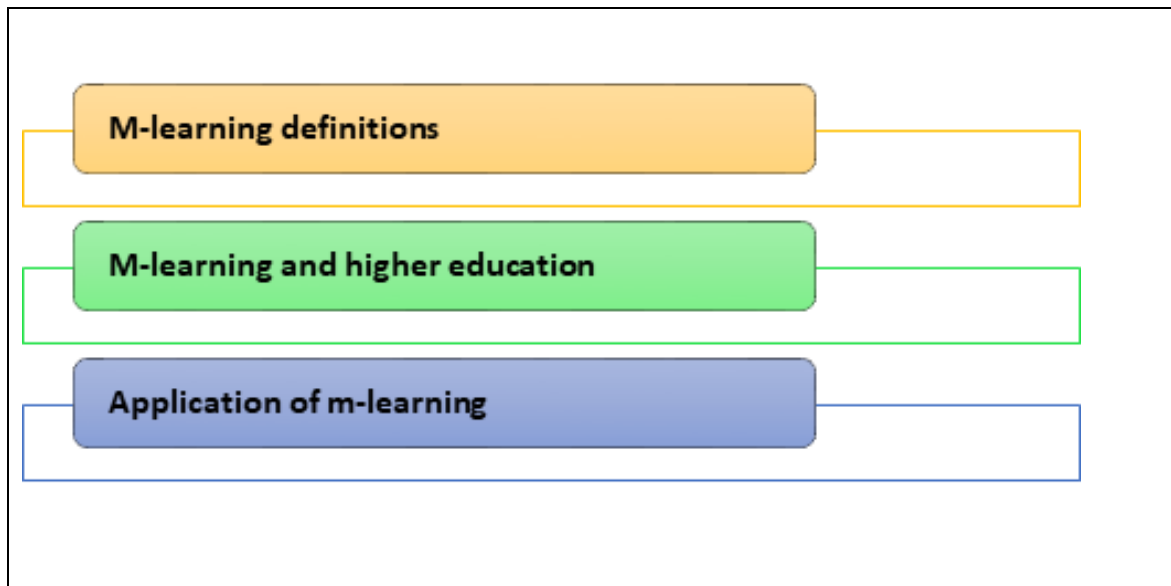 M-learning definitions
M-learning and higher education
Application of m-learning